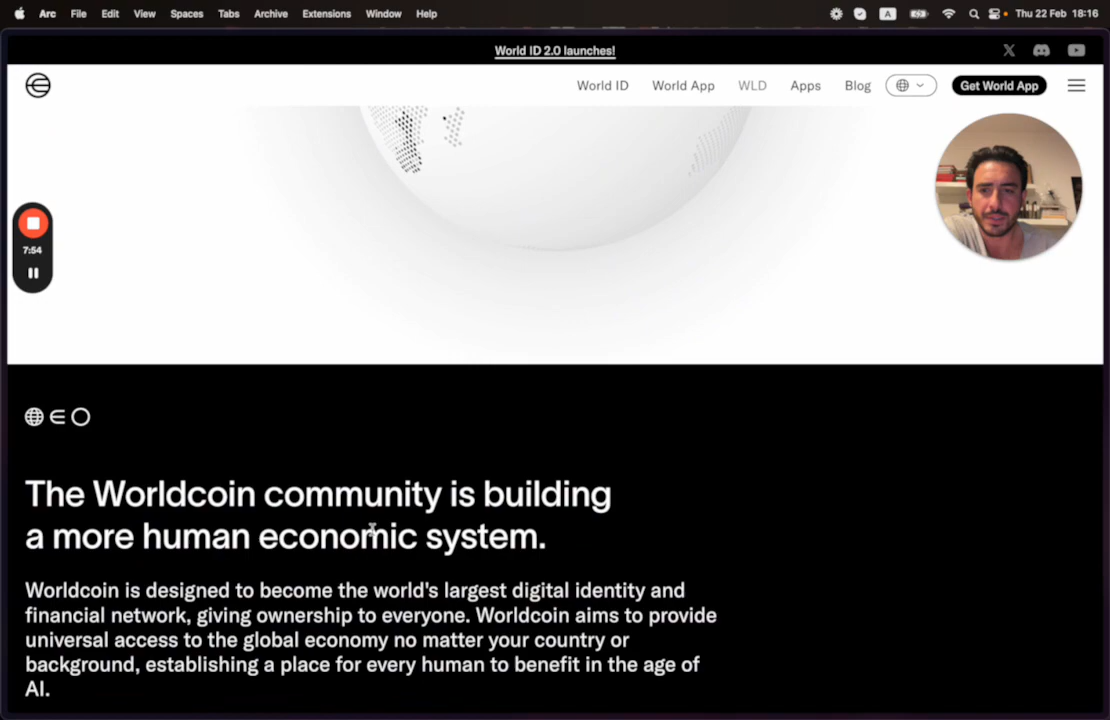 Arc File Edit View Spaces Tabs Archive Extensions Window Help A Thu 22 Feb 18:16
World ID 2.0 launches!
World ID World App WLD Apps Blog Get World App
7:54
The Worldcoin community is building
a more human economic system.
Worldcoin is designed to become the world's largest digital identity and
financial network, giving ownership to everyone. Worldcoin aims to provide
universal access to the global economy no matter your country or
background, establishing a place for every human to benefit in the age of
AI.